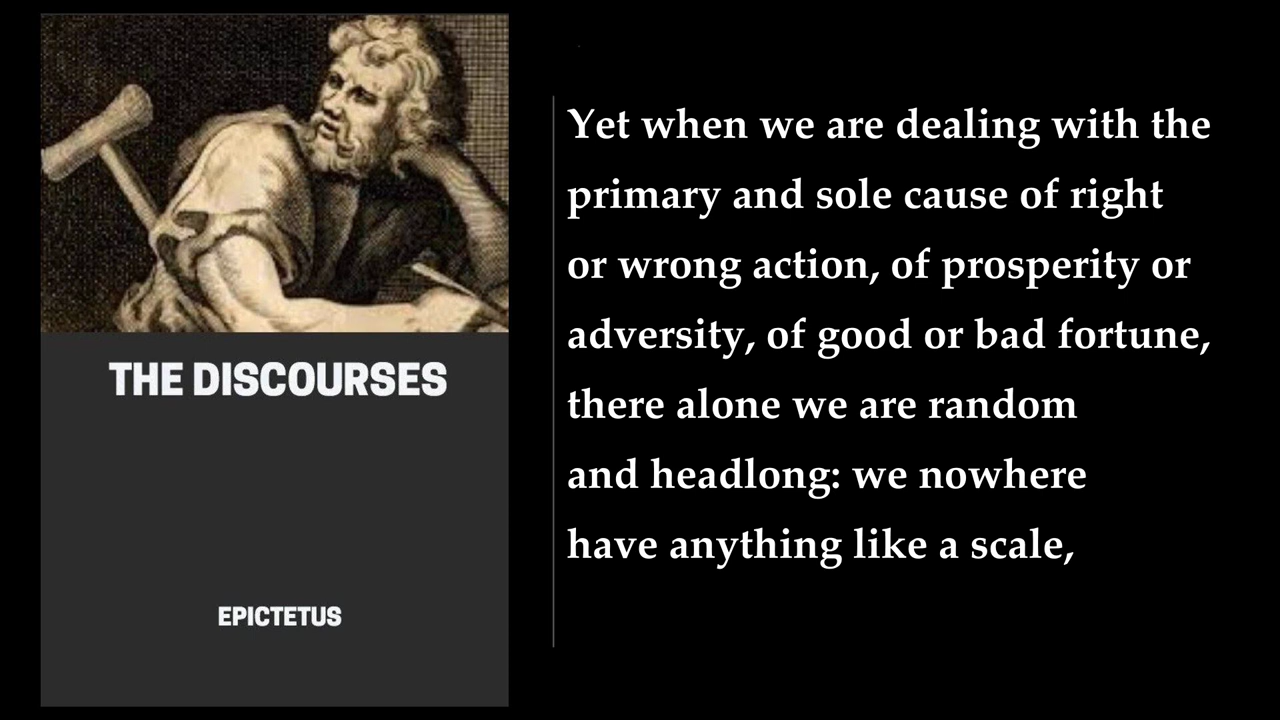 THE DISCOURSES
EPICTETUS
Yet when we are dealing with the
primary and sole cause of right
or wrong action, of prosperity or
adversity, of good or bad fortune,
there alone we are random
and headlong: we nowhere
have anything like a scale,